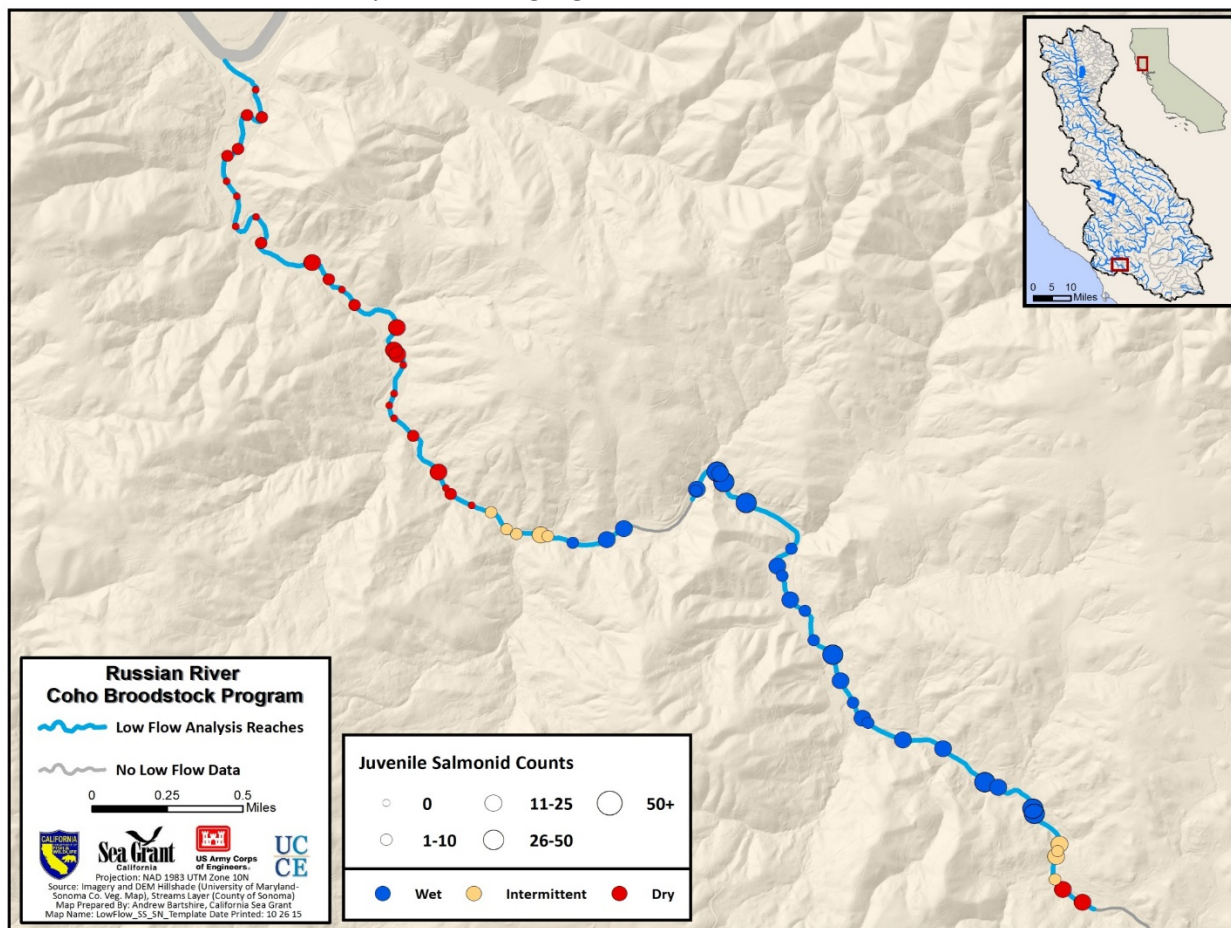 0 5 10
Miles
Russian River
Coho Broodstock Program
Low Flow Analysis Reaches
No Low Flow Data
0 0.25 0.5
Miles
CALIFORNIA
FISH & WILDLIFE
Sea Grant
California
US Army Corps
of Engineers®
UC
CE
Projection: NAD 1983 UTM Zone 10N
Source: Imagery and DEM Hillshade (University of Maryland-
Sonoma Co. Veg. Map), Streams Layer (County of Sonoma)
Map Prepared By: Andrew Bartshire, California Sea Grant
Map Name: LowFlow_SS_SN_Template Date Printed: 10 26 15
Juvenile Salmonid Counts
0 11-25 50+
1-10 26-50
Wet Intermittent Dry